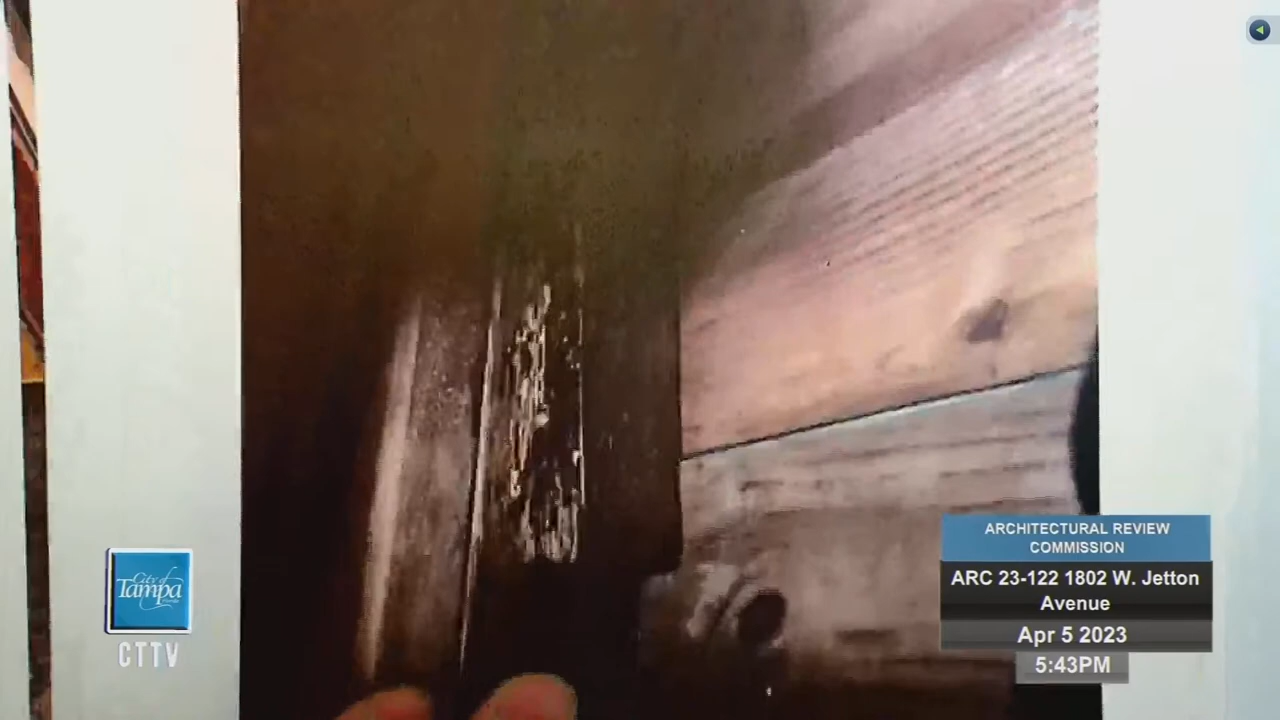 City of
Tampa
CTTV
ARCHITECTURAL REVIEW
COMMISSION
ARC 23-122 1802 W. Jetton
Avenue
Apr 5 2023
5:43PM